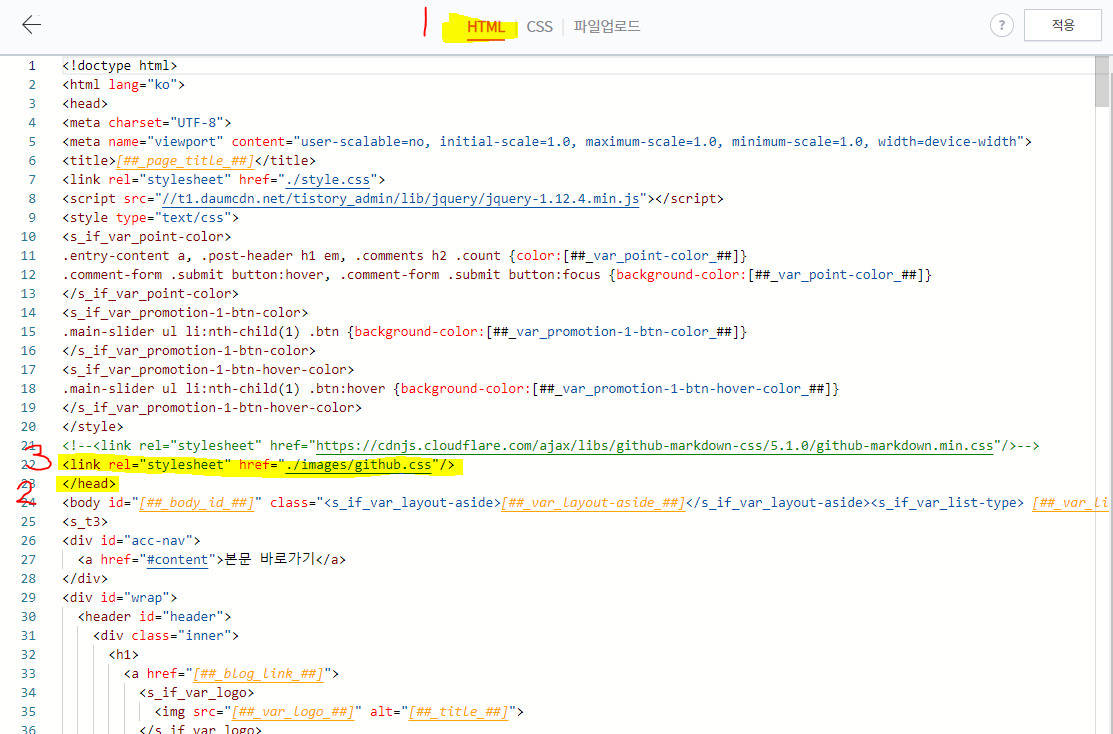 1 HTML CSS 파일업로드 ? 적용
1 <!doctype html>
2 <html lang="ko">
3 <head>
4 <meta charset="UTF-8">
5 <meta name="viewport" content="user-scalable=no, initial-scale=1.0, maximum-scale=1.0, minimum-scale=1.0, width=device-width">
6 <title>[##_page_title_##]</title>
7 <link rel="stylesheet" href="./style.css">
8 <script src="//t1.daumcdn.net/tistory_admin/lib/jquery/jquery-1.12.4.min.js"></script>
9 <style type="text/css">
10 <s_if_var_point-color>
11 .entry-content a, .post-header h1 em, .comments h2 .count {color:[##_var_point-color_##]}
12 .comment-form .submit button:hover, .comment-form .submit button:focus {background-color:[##_var_point-color_##]}
13 </s_if_var_point-color>
14 <s_if_var_promotion-1-btn-color>
15 .main-slider ul li:nth-child(1) .btn {background-color:[##_var_promotion-1-btn-color_##]}
16 </s_if_var_promotion-1-btn-color>
17 <s_if_var_promotion-1-btn-hover-color>
18 .main-slider ul li:nth-child(1) .btn:hover {background-color:[##_var_promotion-1-btn-hover-color_##]}
19 </s_if_var_promotion-1-btn-hover-color>
20 </style>
21 <!--<link rel="stylesheet" href="https://cdnjs.cloudflare.com/ajax/libs/github-markdown-css/5.1.0/github-markdown.min.css"/>-->
3 22 <link rel="stylesheet" href="./images/github.css"/>
2 23 </head>
24 <body id="[##_body_id_##]" class="<s_if_var_layout-aside>[##_var_layout-aside_##]</s_if_var_layout-aside><s_if_var_list-type> [##_var_li
25 <s_t3>
26 <div id="acc-nav">
27 <a href="#content">본문 바로가기</a>
28 </div>
29 <div id="wrap">
30 <header id="header">
31 <div class="inner">
32 <h1>
33 <a href="[##_blog_link_##]">
34 <s_if_var_logo>
35 <img src="[##_var_logo_##]" alt="[##_title_##]">
36 </s_if_var_logo>